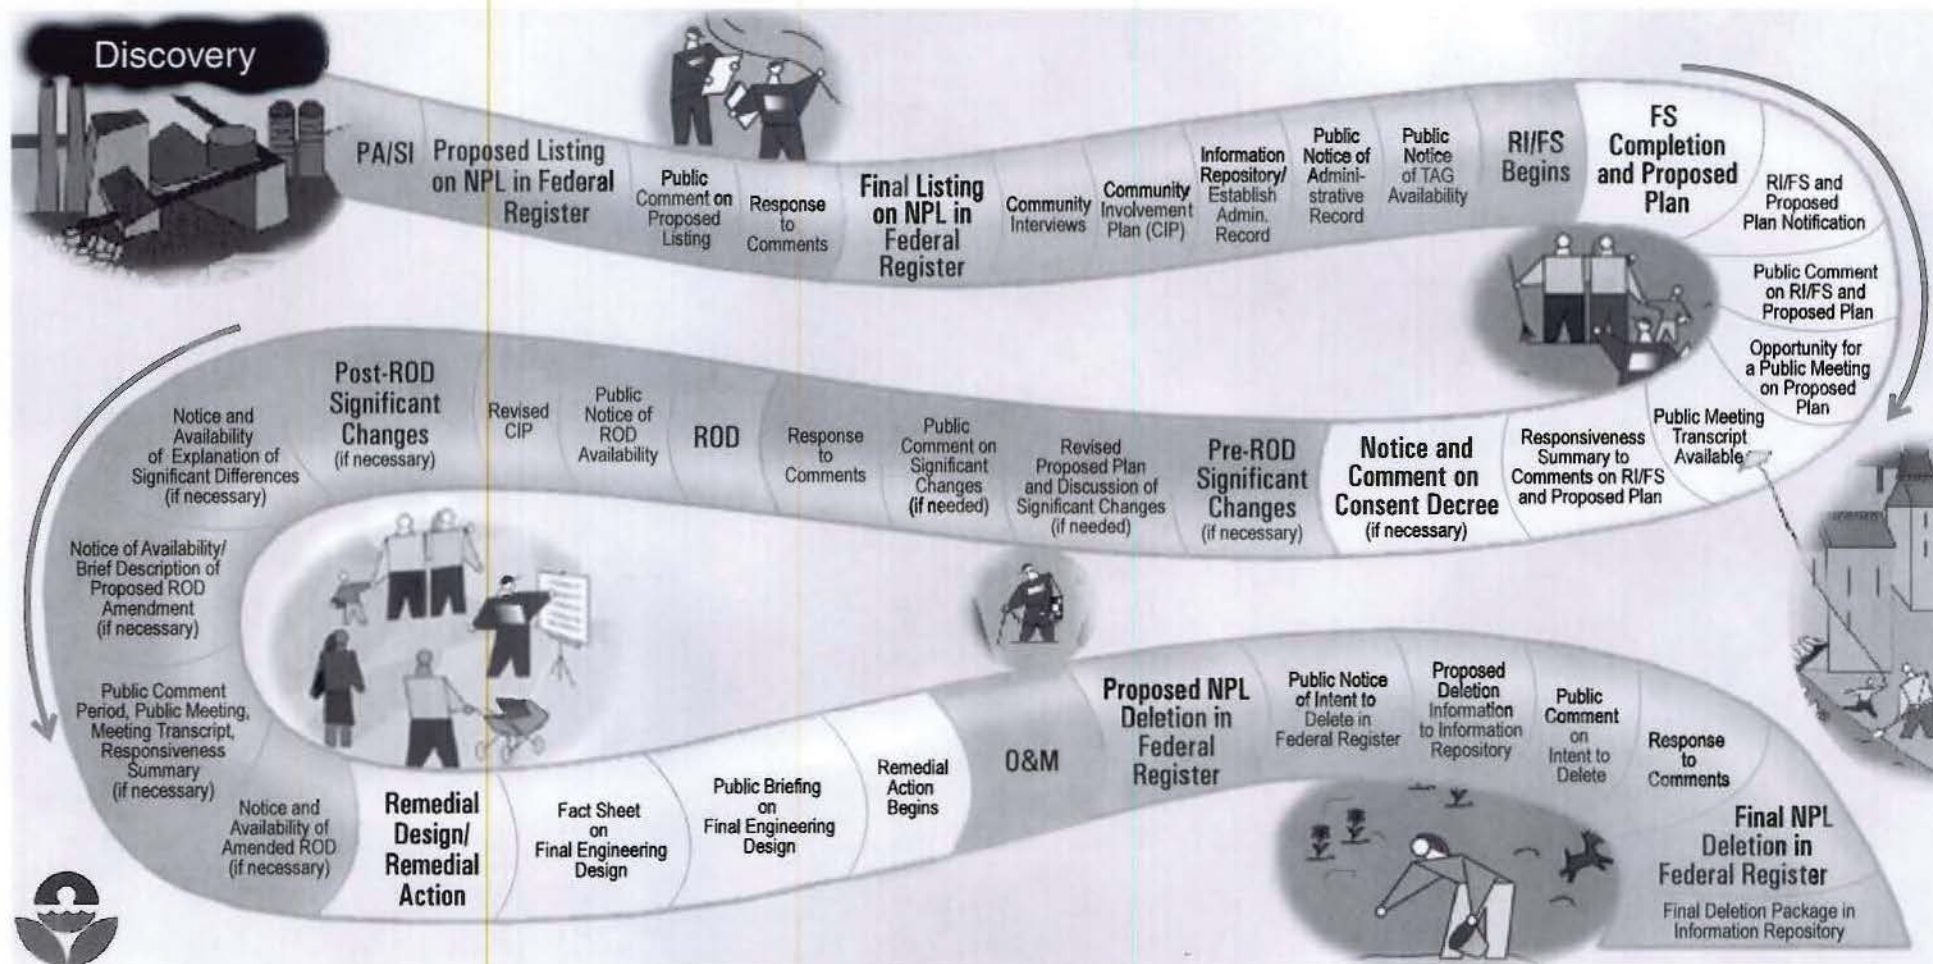 Discovery
PA/SI
Proposed Listing
on NPL in Federal
Register
Public
Comment on
Proposed
Listing
Response
to
Comments
Final Listing
on NPL in
Federal
Register
Community
Interviews
Community
Involvement
Plan (CIP)
Information
Repository/
Establish
Admin.
Record
Public
Notice of
Admini-
strative
Record
Public
Notice
of TAG
Availability
RI/FS
Begins
FS
Completion
and Proposed
Plan
RI/FS and
Proposed
Plan Notification
Public Comment
on RI/FS and
Proposed Plan
Opportunity for
a Public Meeting
on Proposed
Plan
Public Meeting
Transcript
Available
Responsiveness
Summary to
Comments on RI/FS
and Proposed Plan
Notice and
Comment on
Consent Decree
(if necessary)
Pre-ROD
Significant
Changes
(if necessary)
Revised
Proposed Plan
and Discussion of
Significant Changes
(if needed)
Public
Comment on
Significant
Changes
(if needed)
Response
to
Comments
ROD
Public
Notice of
ROD
Availability
Revised
CIP
Post-ROD
Significant
Changes
(if necessary)
Notice and
Availability
of Explanation of
Significant Differences
(if necessary)
Notice of Availability/
Brief Description of
Proposed ROD
Amendment
(if necessary)
Public Comment
Period, Public Meeting,
Meeting Transcript,
Responsiveness
Summary
(if necessary)
Notice and
Availability of
Amended ROD
(if necessary)
Remedial
Design/
Remedial
Action
Fact Sheet
on
Final Engineering
Design
Public Briefing
on
Final Engineering
Design
Remedial
Action
Begins
O&M
Proposed NPL
Deletion in
Federal
Register
Public Notice
of Intent to
Delete in
Federal Register
Proposed
Deletion
Information
to Information
Repository
Public
Comment
on
Intent to
Delete
Response
to
Comments
Final NPL
Deletion in
Federal Register
Final Deletion Package in
Information Repository